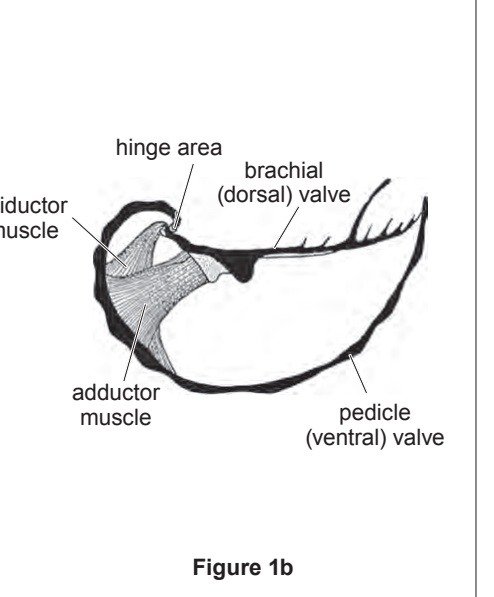 hinge area
brachial
(dorsal) valve
adductor
muscle
pedicle
(ventral) valve
Figure 1b